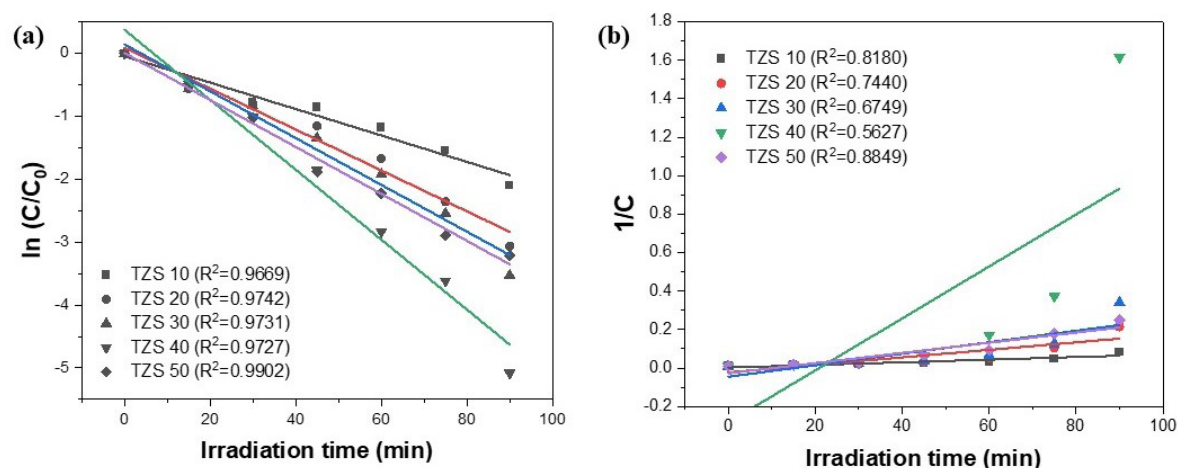 (a)
0
-1
-2
-3
-4
-5
ln (C/C0)
TZS 10 (R2=0.9669)
TZS 20 (R2=0.9742)
TZS 30 (R2=0.9731)
TZS 40 (R2=0.9727)
TZS 50 (R2=0.9902)
0 20 40 60 80 100
Irradiation time (min)
(b)
1.8
1.6
1.4
1.2
1.0
0.8
0.6
0.4
0.2
0.0
-0.2
1/C
TZS 10 (R2=0.8180)
TZS 20 (R2=0.7440)
TZS 30 (R2=0.6749)
TZS 40 (R2=0.5627)
TZS 50 (R2=0.8849)
0 20 40 60 80 100
Irradiation time (min)